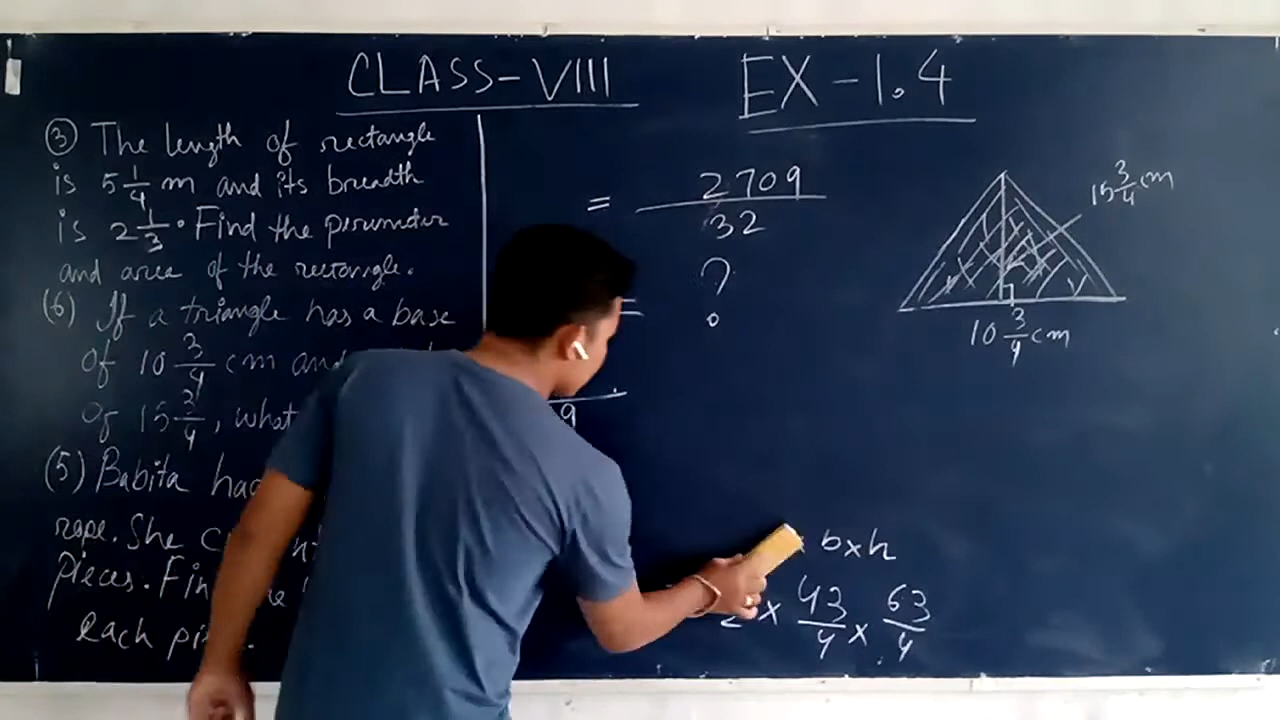 CLASS-VIII
EX-1.4
③ The length of rectangle
is 5 1/4 m and its breadth
is 2 1/3. Find the perimeter
and area of the rectangle.
(6) If a triangle has a base
of 10 3/4 cm and
of 15 3/4, what
(5) Babita had
rope. She
pieces. Find
each
= 2709/32
?
=
9
b×h
2 × 43/4 × 63/4
15 3/4 cm
10 3/4 cm